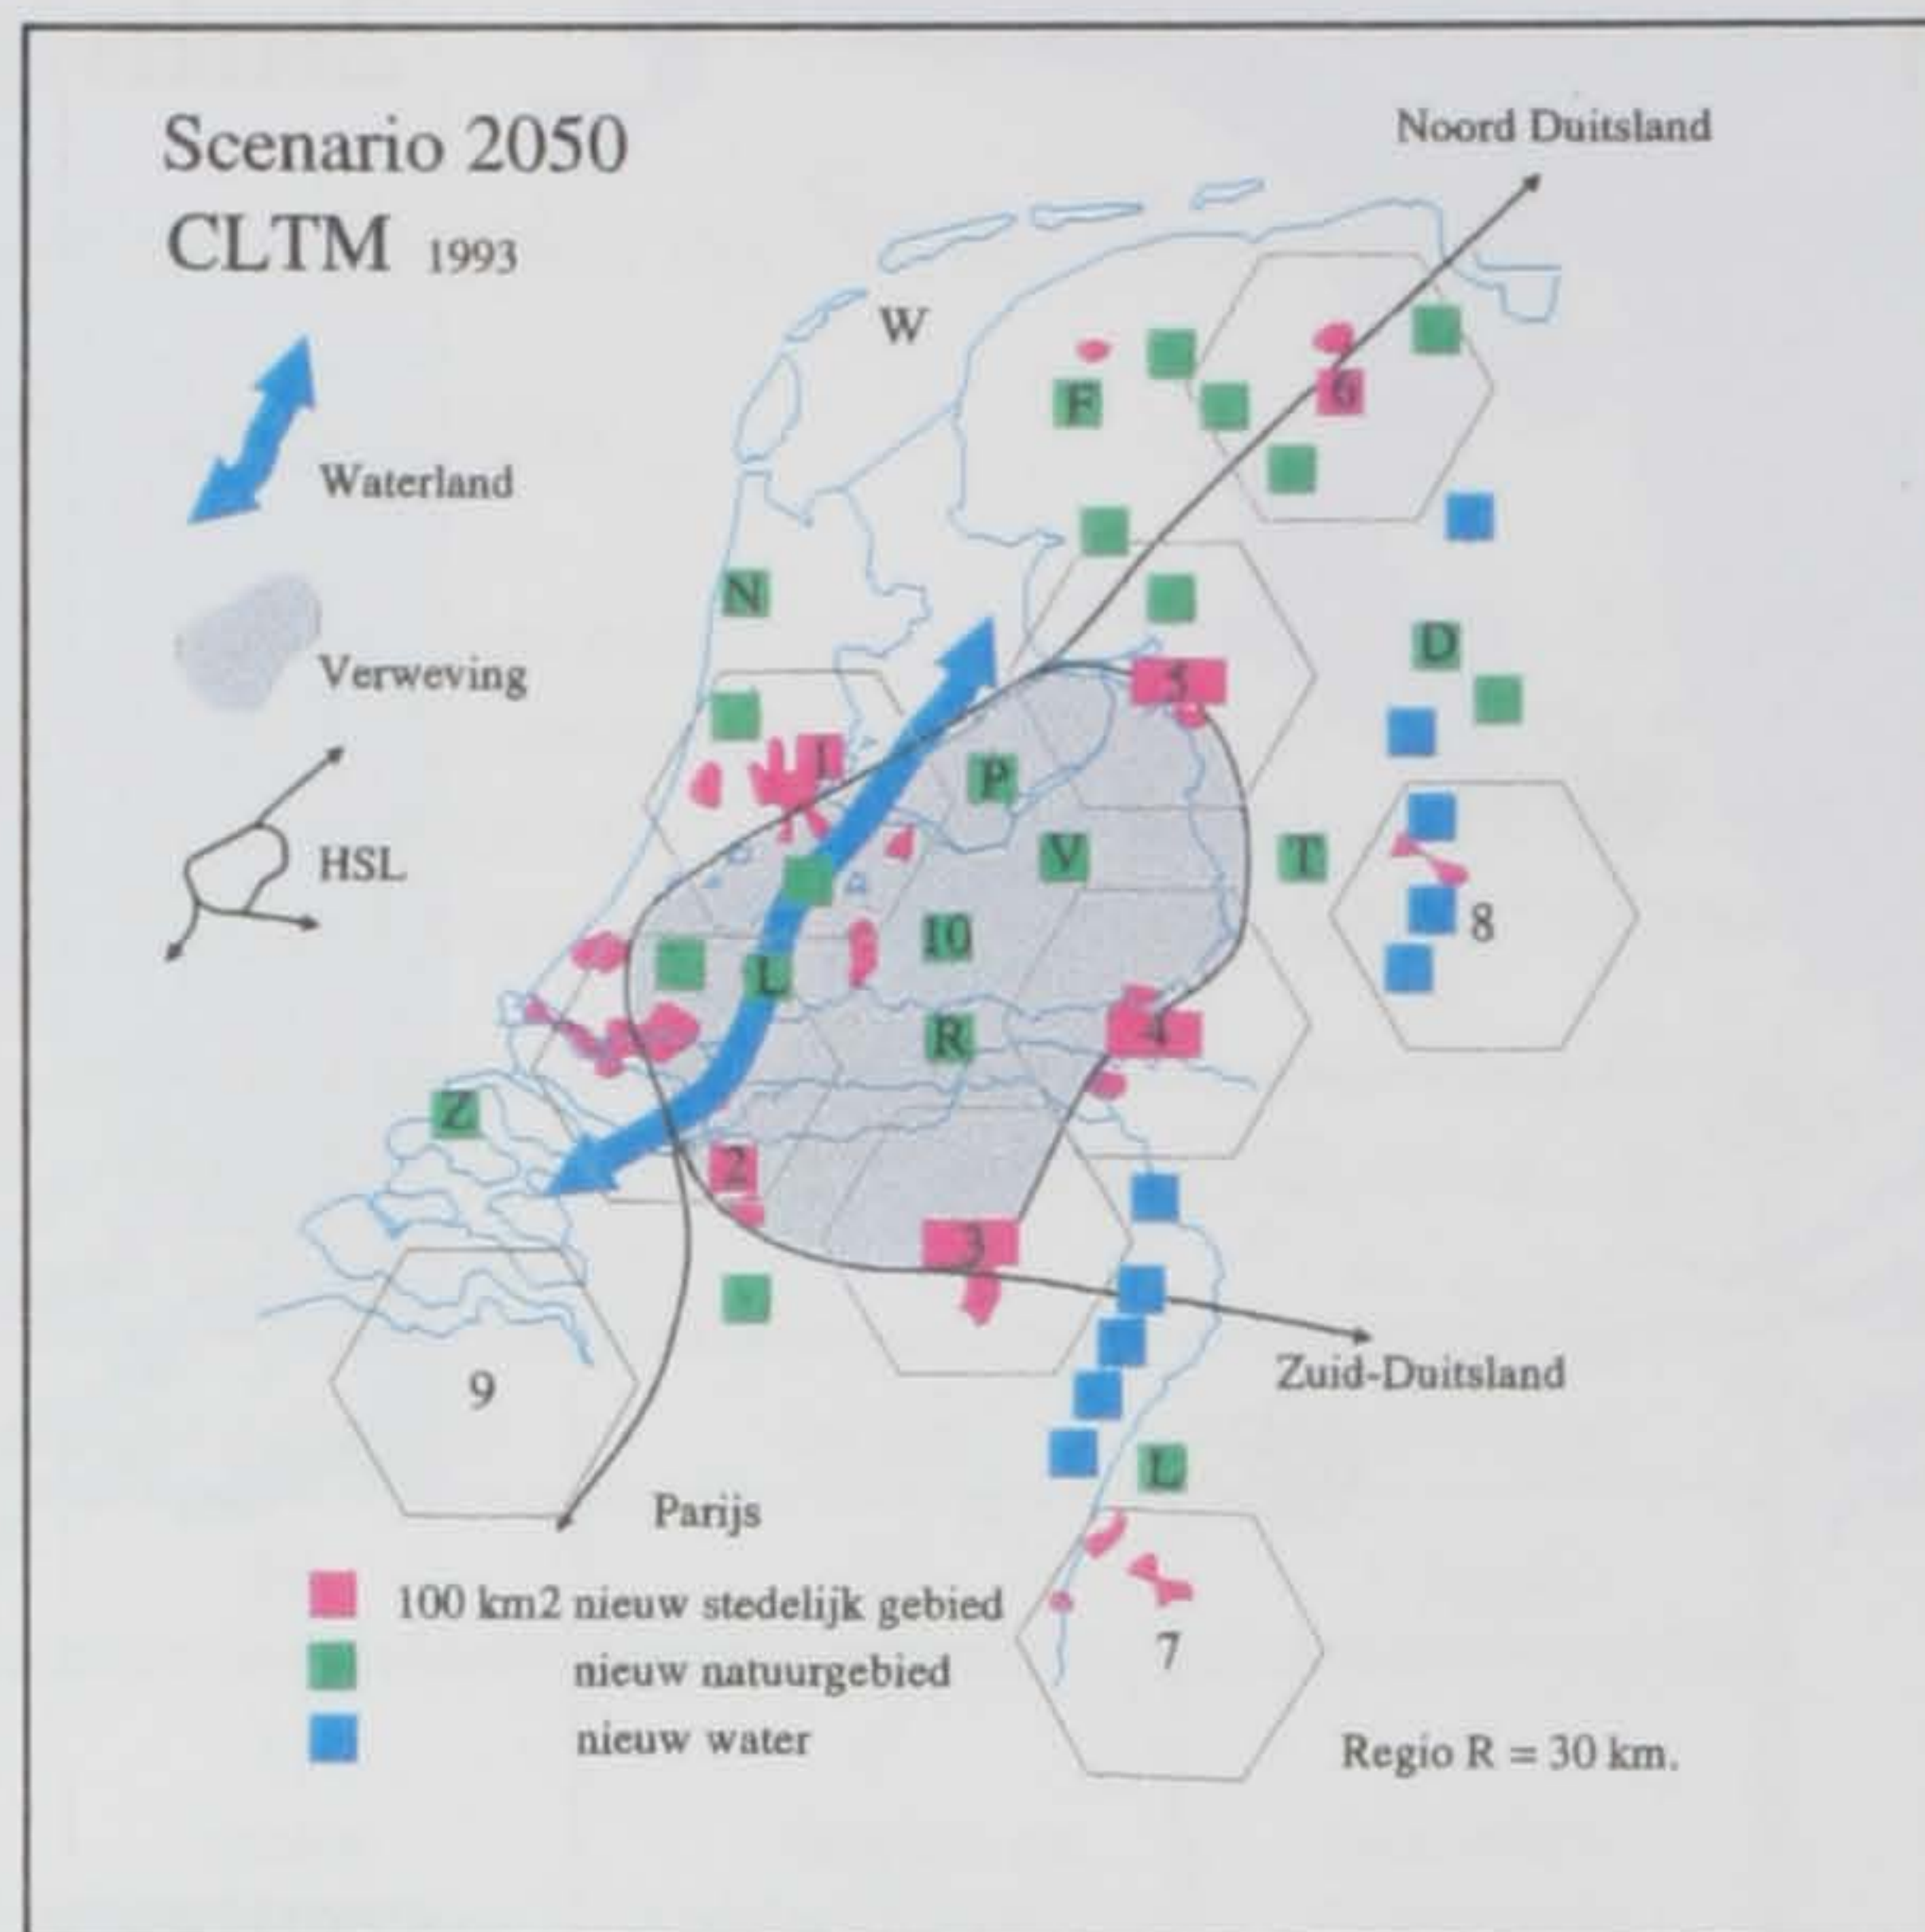 Scenario 2050
CLTM 1993
Noord Duitsland
W
Waterland
F
6
N
Verweving
D
5
1
P
HSL
V
T
8
10
L
4
R
Z
2
3
Zuid-Duitsland
9
L
Parijs
100 km2 nieuw stedelijk gebied
nieuw natuurgebied
7
nieuw water
Regio R = 30 km.